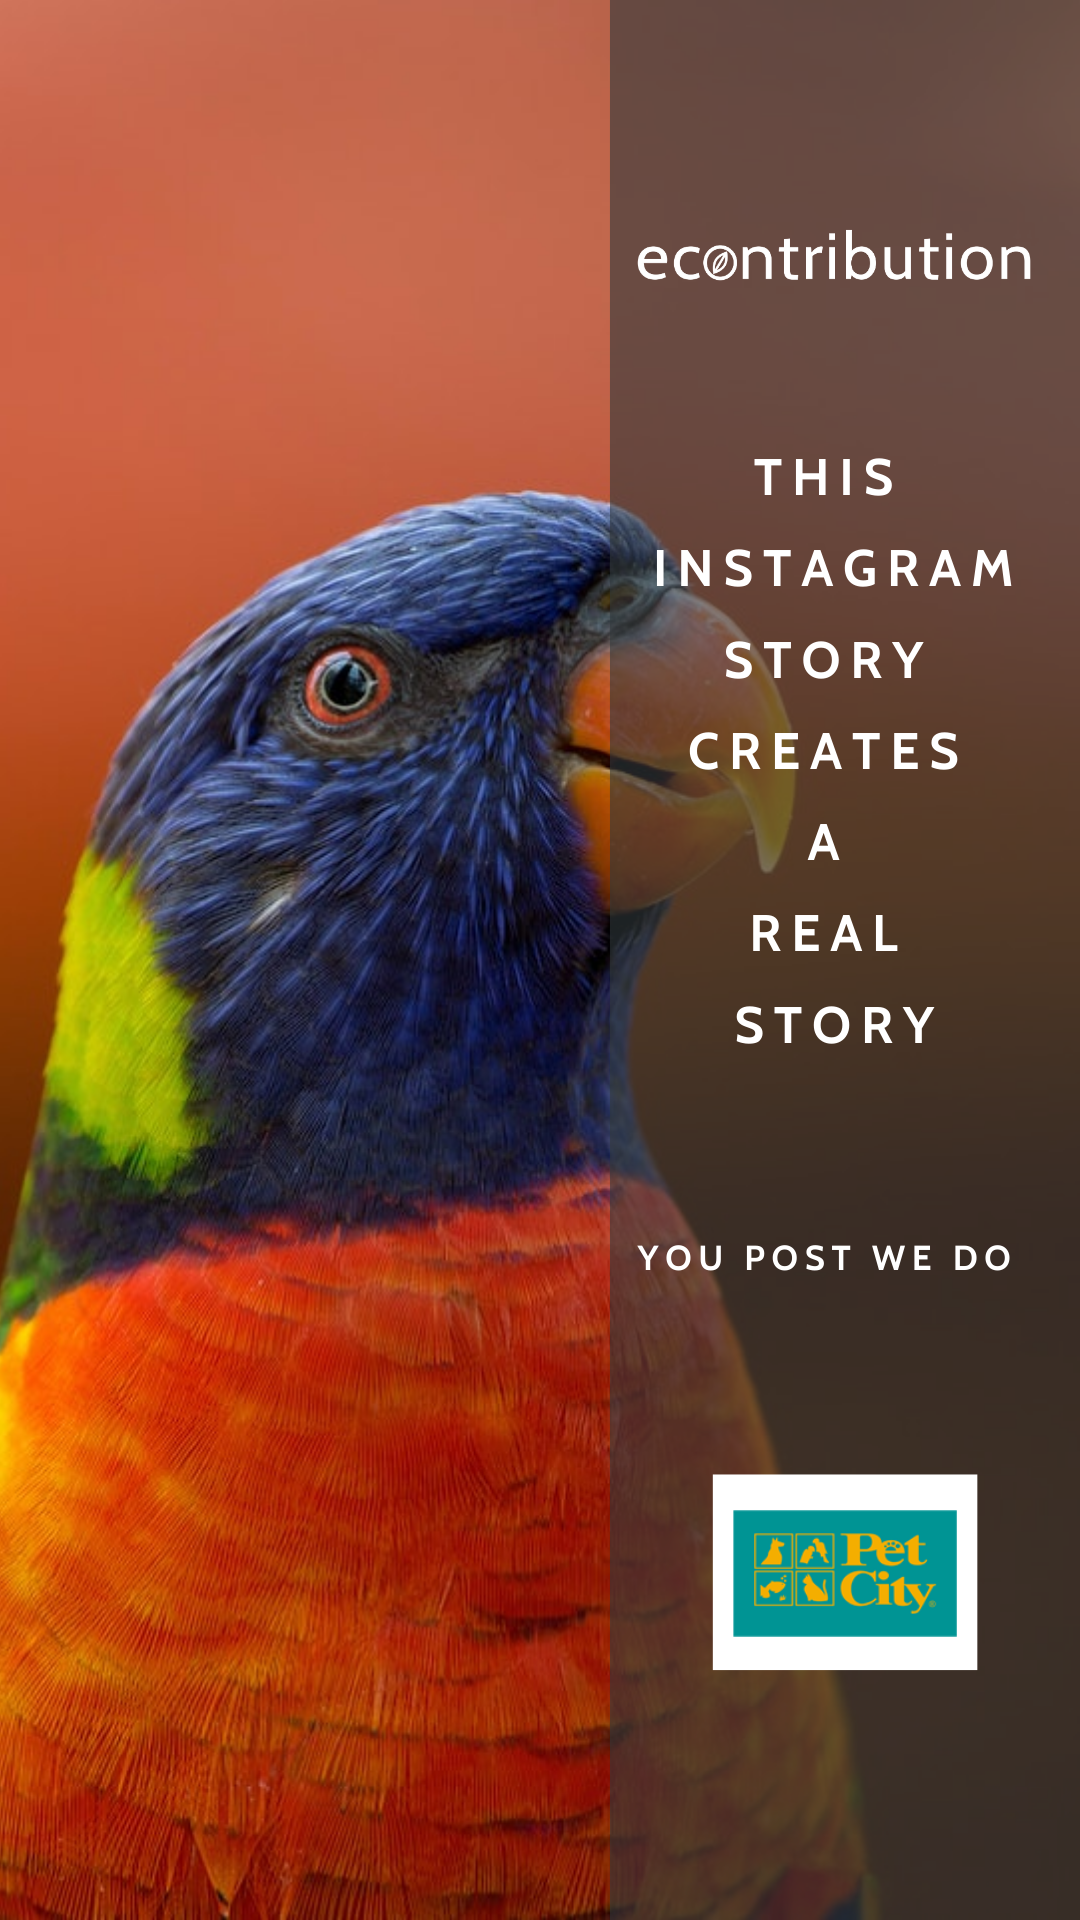 econtribution
THIS
INSTAGRAM
STORY
CREATES
A
REAL
STORY
YOU POST WE DO
Pet
City®